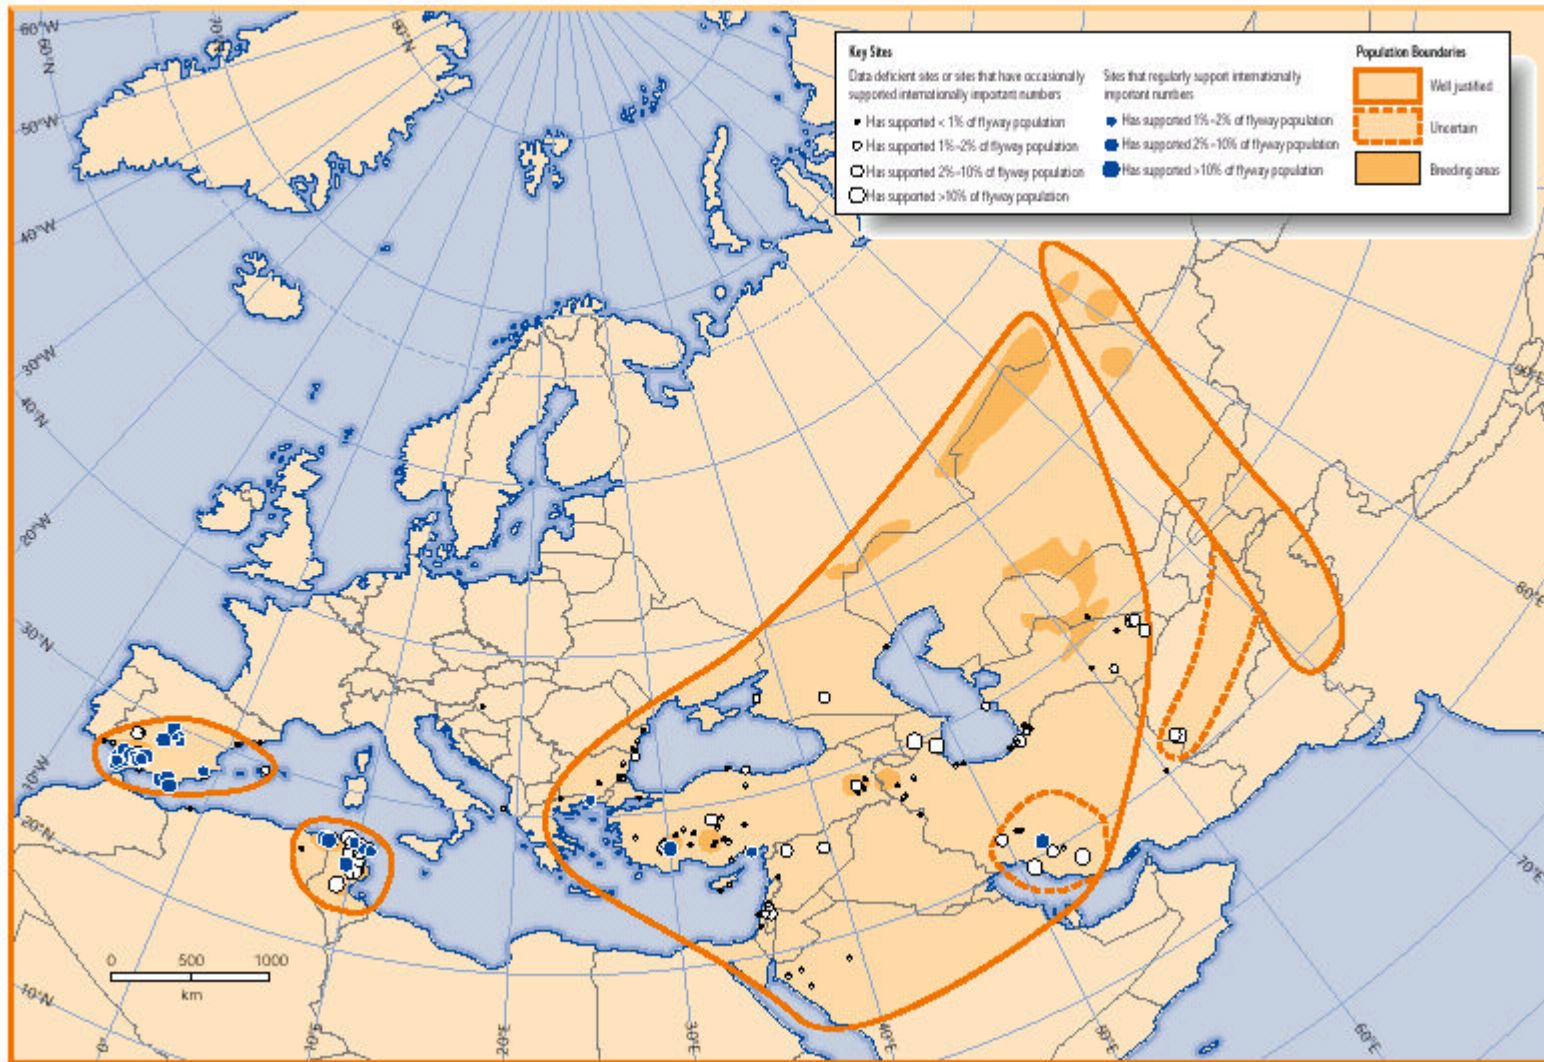 60°W
60°N
70°N
80°N
50°W
40°W
30°W
40°N
20°W
30°N
10°W
20°N
10°N
Key Sites
Data deficient sites or sites that have occasionally
supported internationally important numbers
Has supported < 1% of flyway population
Has supported 1%–2% of flyway population
Has supported 2%–10% of flyway population
Has supported >10% of flyway population
Sites that regularly support internationally
important numbers
Has supported 1%–2% of flyway population
Has supported 2%–10% of flyway population
Has supported >10% of flyway population
Population Boundaries
Well justified
Uncertain
Breeding areas
90°E
80°E
70°E
0 500 1000
km
0°
10°E
20°E
30°E
40°E
60°E